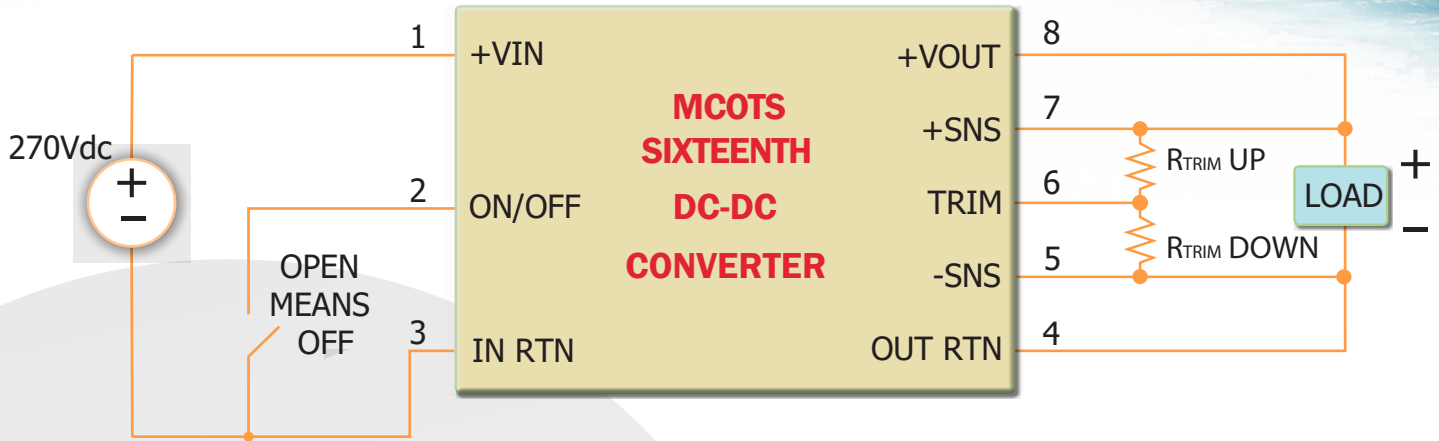 1
+VIN
270Vdc
+
−
2
ON/OFF
OPEN
MEANS
OFF
3
IN RTN
MCOTS
SIXTEENTH
DC-DC
CONVERTER
+VOUT
8
+SNS
7
TRIM
6
-SNS
5
OUT RTN
4
RTRIM UP
RTRIM DOWN
LOAD
+
−